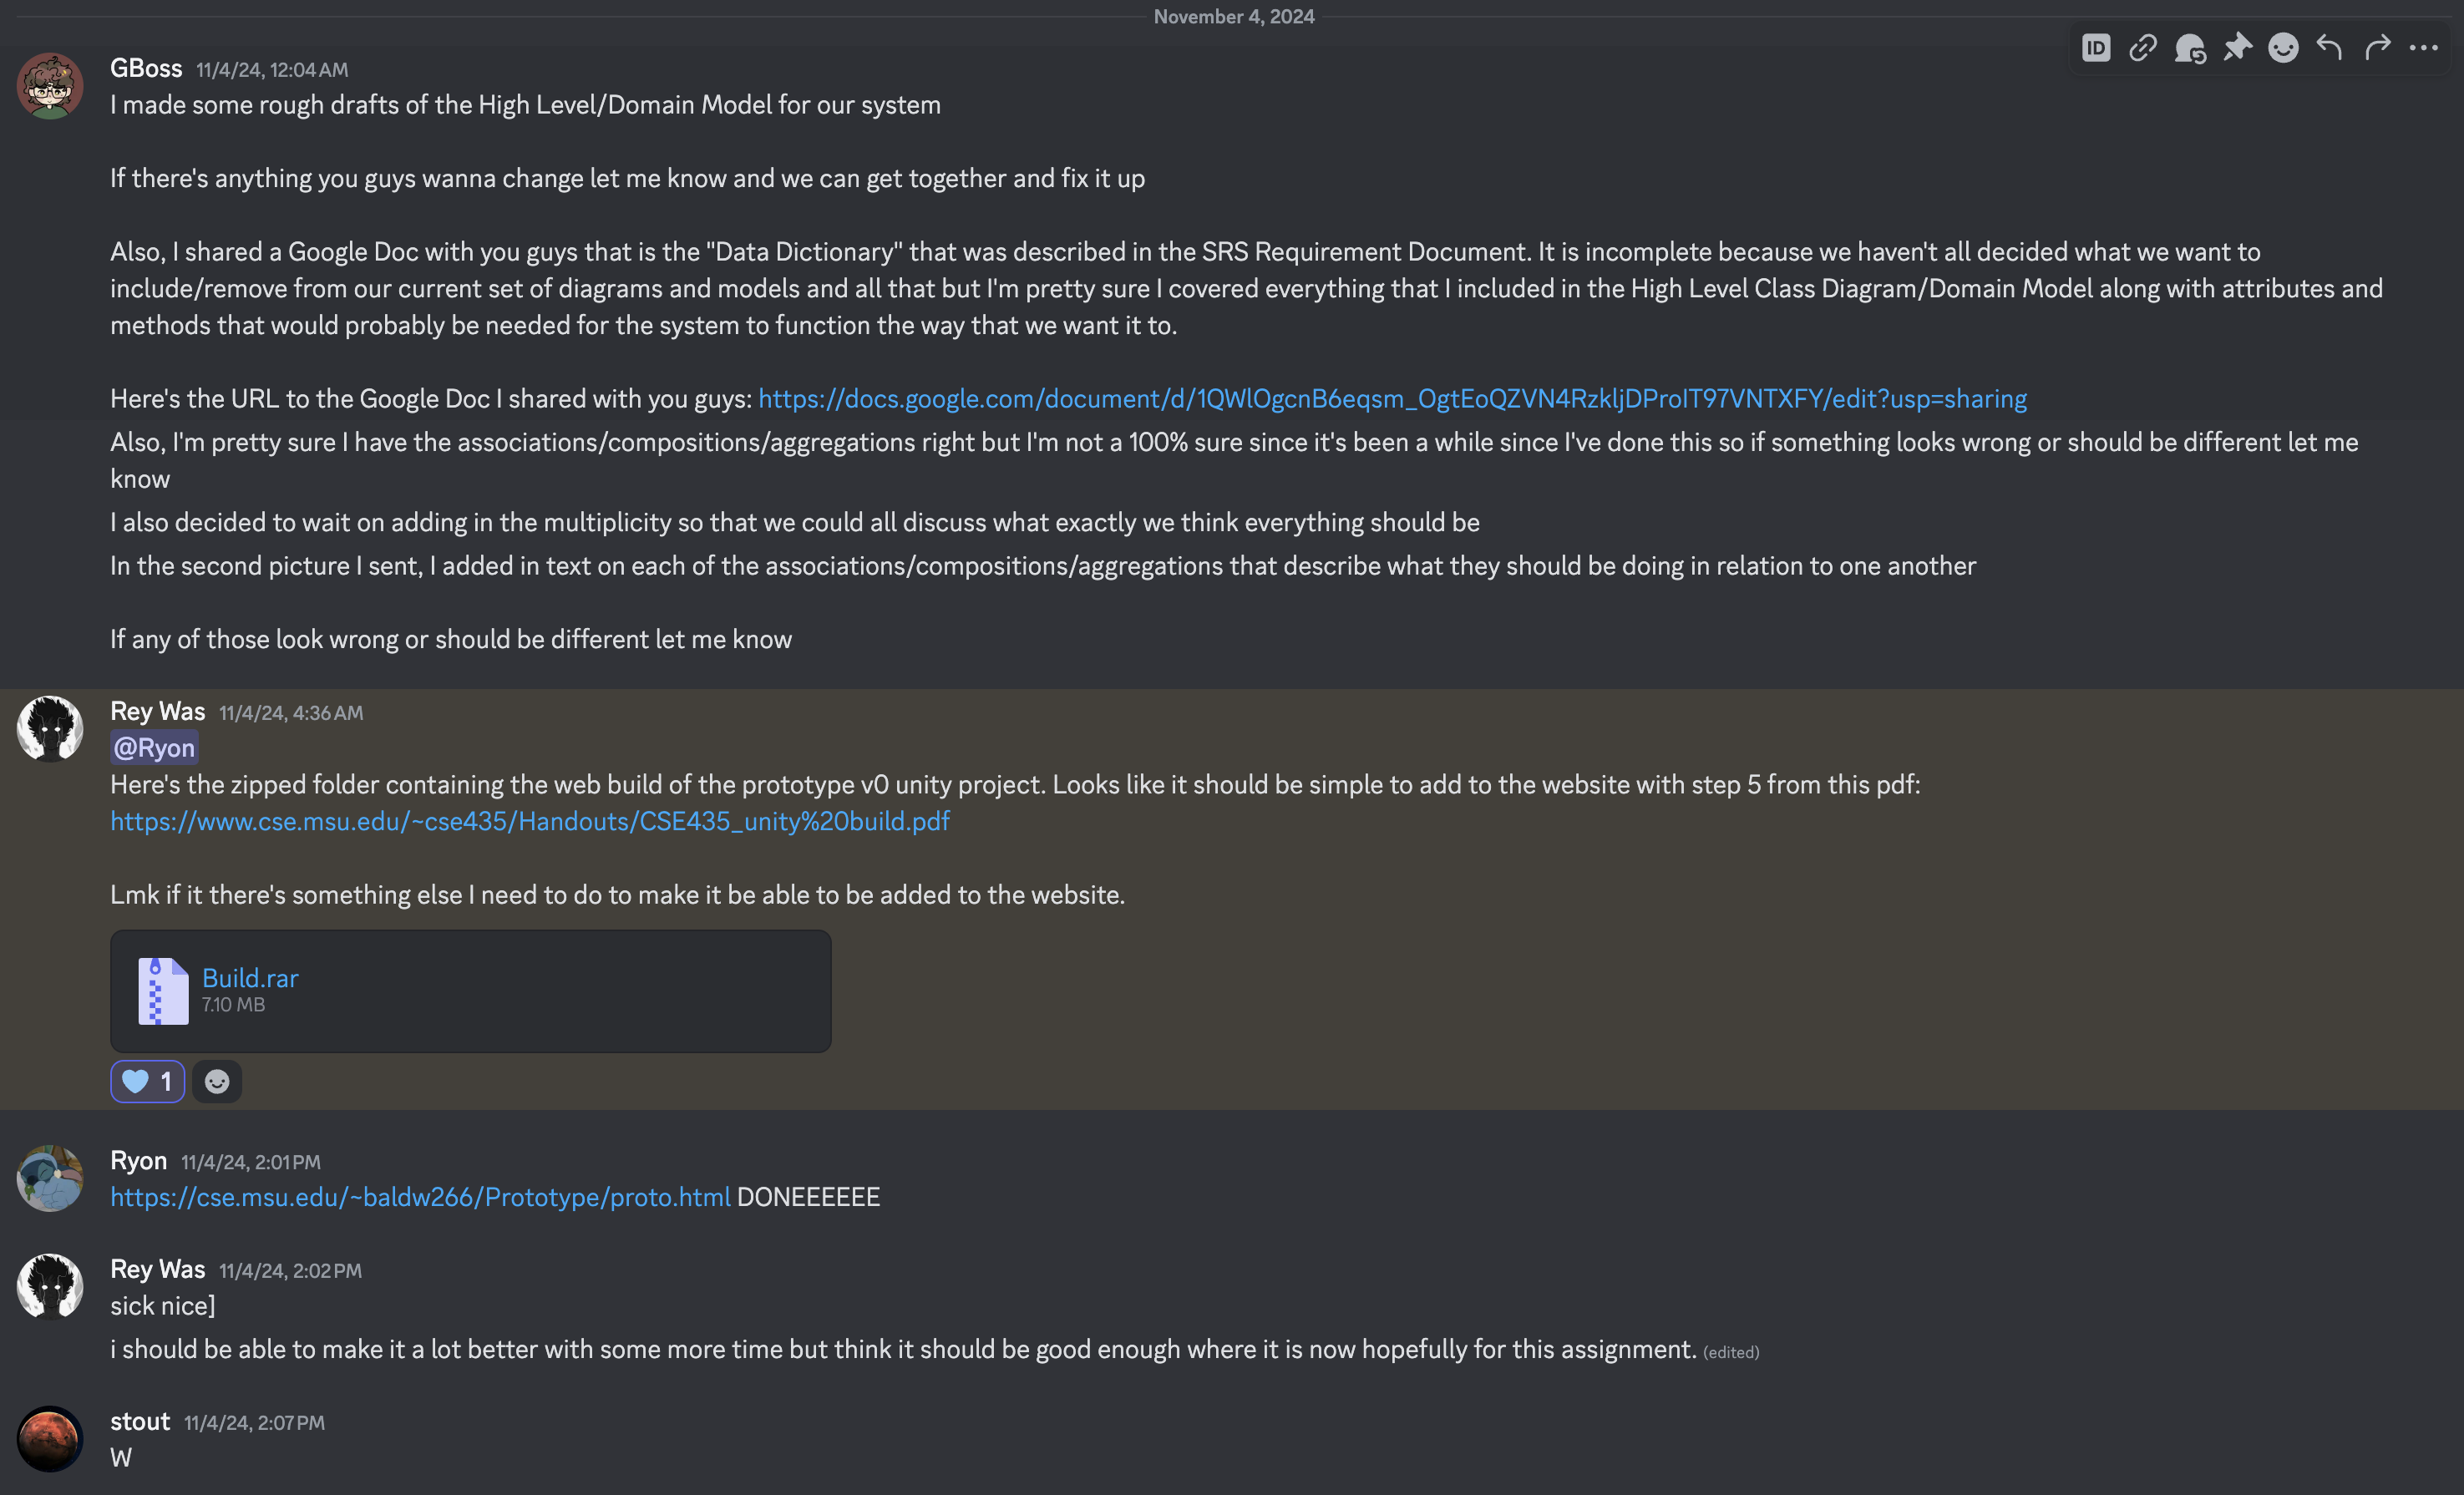 November 4, 2024
ID
GBoss 11/4/24, 12:04 AM
I made some rough drafts of the High Level/Domain Model for our system
If there's anything you guys wanna change let me know and we can get together and fix it up
Also, I shared a Google Doc with you guys that is the "Data Dictionary" that was described in the SRS Requirement Document. It is incomplete because we haven't all decided what we want to
include/remove from our current set of diagrams and models and all that but I'm pretty sure I covered everything that I included in the High Level Class Diagram/Domain Model along with attributes and
methods that would probably be needed for the system to function the way that we want it to.
Here's the URL to the Google Doc I shared with you guys: https://docs.google.com/document/d/1QWlOgcnB6eqsm_OgtEoQZVN4RzkljDProIT97VNTXFY/edit?usp=sharing
Also, I'm pretty sure I have the associations/compositions/aggregations right but I'm not a 100% sure since it's been a while since I've done this so if something looks wrong or should be different let me
know
I also decided to wait on adding in the multiplicity so that we could all discuss what exactly we think everything should be
In the second picture I sent, I added in text on each of the associations/compositions/aggregations that describe what they should be doing in relation to one another
If any of those look wrong or should be different let me know
Rey Was 11/4/24, 4:36 AM
@Ryon
Here's the zipped folder containing the web build of the prototype v0 unity project. Looks like it should be simple to add to the website with step 5 from this pdf:
https://www.cse.msu.edu/~cse435/Handouts/CSE435_unity%20build.pdf
Lmk if it there's something else I need to do to make it be able to be added to the website.
Build.rar
7.10 MB
1
Ryon 11/4/24, 2:01 PM
https://cse.msu.edu/~baldw266/Prototype/proto.html DONEEEEEE
Rey Was 11/4/24, 2:02 PM
sick nice]
i should be able to make it a lot better with some more time but think it should be good enough where it is now hopefully for this assignment. (edited)
stout 11/4/24, 2:07 PM
W